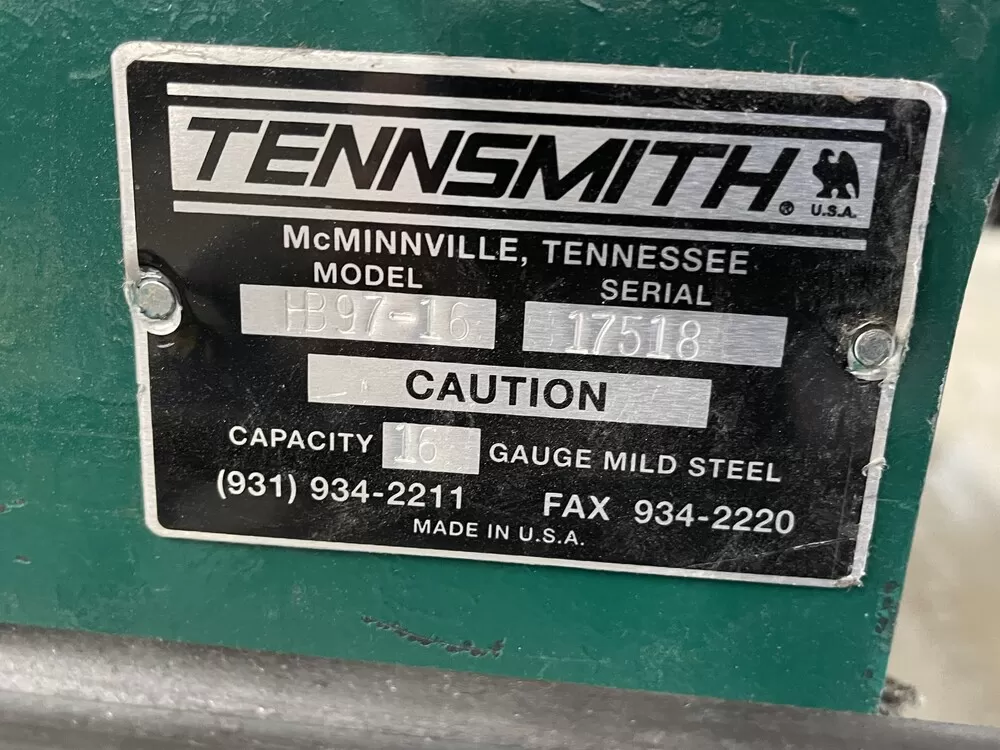 TENNSMITH®
U.S.A.
McMINNVILLE, TENNESSEE
MODEL SERIAL
HB97-16 17518
CAUTION
CAPACITY 16 GAUGE MILD STEEL
(931) 934-2211 FAX 934-2220
MADE IN U.S.A.